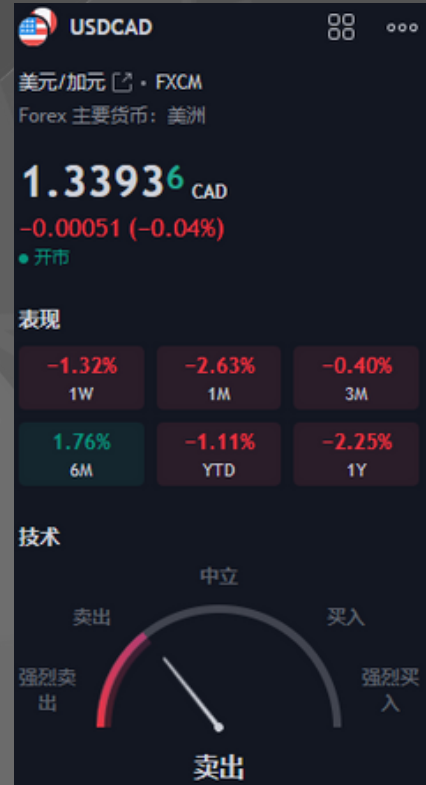 USDCAD
美元/加元 · FXCM
Forex 主要货币：美洲
1.33936 CAD
−0.00051 (−0.04%)
开市
表现
−1.32% −2.63% −0.40%
1W 1M 3M
1.76% −1.11% −2.25%
6M YTD 1Y
技术
中立
卖出 买入
强烈卖出 强烈买入
卖出